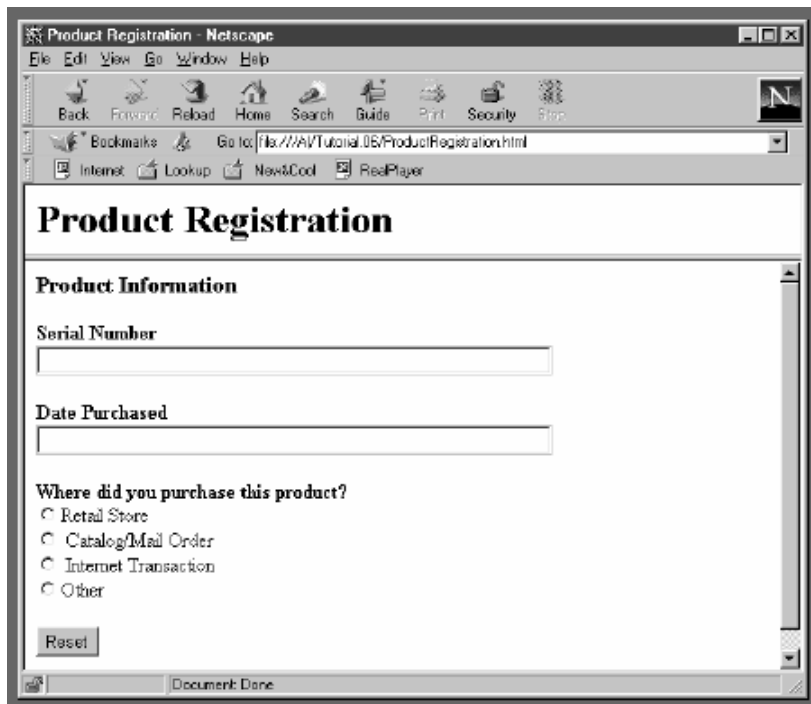 Product Registration - Netscape
File Edit View Go Window Help
Back Forward Reload Home Search Guide Print Security Stop
Bookmarks Go to: file:///A|/Tutorial.06/ProductRegistration.html
Internet Lookup New&Cool RealPlayer
N
Product Registration
Product Information
Serial Number
Date Purchased
Where did you purchase this product?
Retail Store
Catalog/Mail Order
Internet Transaction
Other
Reset
Document: Done